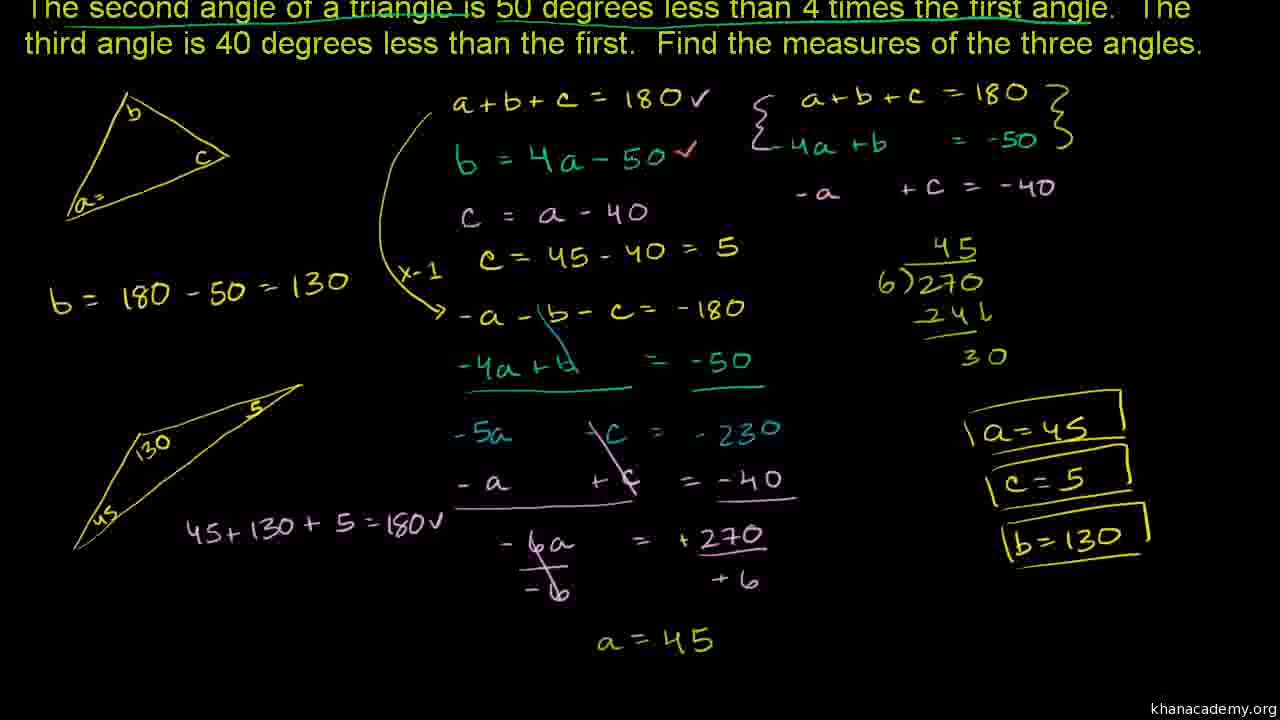 The second angle of a triangle is 50 degrees less than 4 times the first angle. The
third angle is 40 degrees less than the first. Find the measures of the three angles.
b
c
a=
a+b+c=180✓
b = 4a-50✓
c = a-40
c = 45-40 = 5
x-1
-a-b-c=-180
-4a+b = -50
-5a -c = -230
-a +c = -40
-6a = +270
-6 +6
a=45
a+b+c=180
-4a+b = -50
-a +c = -40
45
6)270
24
30
b = 180-50=130
5
130
45
45+130+5=180✓
a=45
c=5
b=130
khanacademy.org